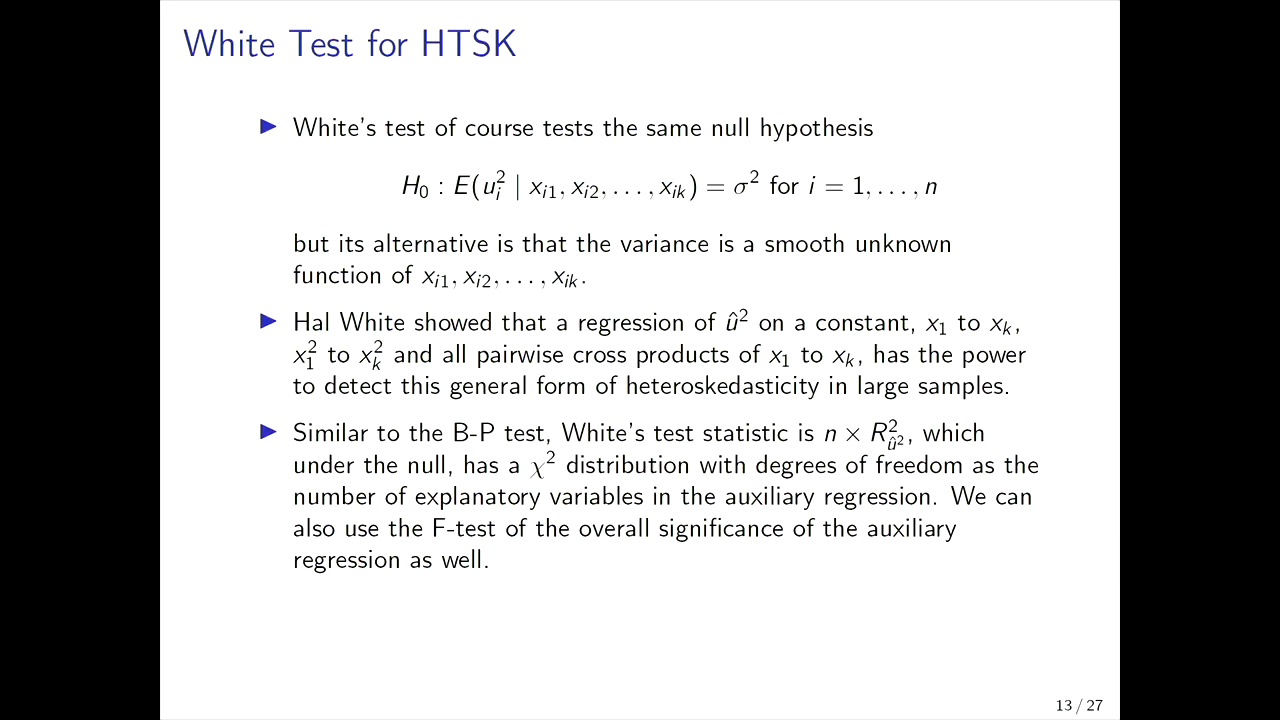 White Test for HTSK
▶ White's test of course tests the same null hypothesis
H₀ : E(uᵢ² | xᵢ₁, xᵢ₂, . . . , xᵢₖ) = σ² for i = 1, . . . , n
but its alternative is that the variance is a smooth unknown
function of xᵢ₁, xᵢ₂, . . . , xᵢₖ.
▶ Hal White showed that a regression of û² on a constant, x₁ to xₖ,
x₁² to xₖ² and all pairwise cross products of x₁ to xₖ, has the power
to detect this general form of heteroskedasticity in large samples.
▶ Similar to the B-P test, White's test statistic is n × R²_û², which
under the null, has a χ² distribution with degrees of freedom as the
number of explanatory variables in the auxiliary regression. We can
also use the F-test of the overall significance of the auxiliary
regression as well.
13 / 27